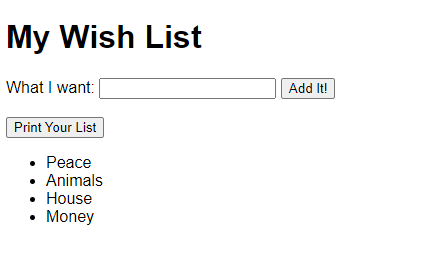 My Wish List
What I want: Add It!
Print Your List
Peace
Animals
House
Money